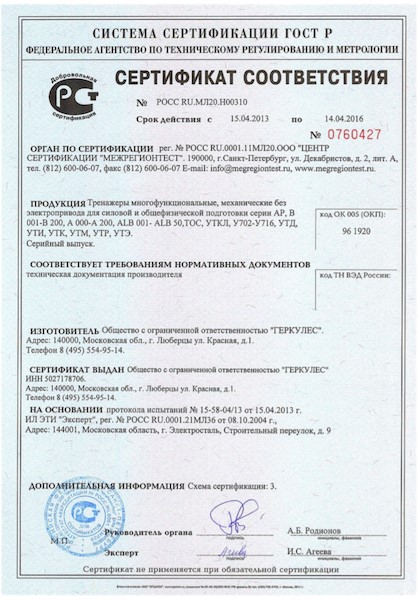 СИСТЕМА СЕРТИФИКАЦИИ ГОСТ Р
ФЕДЕРАЛЬНОЕ АГЕНТСТВО ПО ТЕХНИЧЕСКОМУ РЕГУЛИРОВАНИЮ И МЕТРОЛОГИИ
Добровольная
сертификация
СЕРТИФИКАТ СООТВЕТСТВИЯ
№ РОСС RU.МЛ20.Н00310
Срок действия с 15.04.2013 по 14.04.2016
№ 0760427
ОРГАН ПО СЕРТИФИКАЦИИ рег. № РОСС RU.0001.11МЛ20.ООО "ЦЕНТР
СЕРТИФИКАЦИИ "МЕЖРЕГИОНТЕСТ". 190000, г.Санкт-Петербург, ул. Декабристов, д. 2, лит. А,
тел. (812) 600-06-07, факс (812) 600-06-07 E-mail: info@megregiontest.ru, www.megregiontest.ru.
ПРОДУКЦИЯ Тренажеры многофункциональные, механические без
электропривода для силовой и общефизической подготовки серии АР, В
001-В 200, А 000-А 200, ALB 001- ALB 50,ТОС, УТКЛ, У702-У716, УТД,
УТИ, УТК, УТМ, УТР, УТЭ.
Серийный выпуск.
код ОК 005 (ОКП):
96 1920
СООТВЕТСТВУЕТ ТРЕБОВАНИЯМ НОРМАТИВНЫХ ДОКУМЕНТОВ
техническая документация производителя
код ТН ВЭД России:
ИЗГОТОВИТЕЛЬ Общество с ограниченной ответственностью "ГЕРКУЛЕС".
Адрес: 140000, Московская обл., г. Люберцы ул. Красная, д.1.
Телефон 8 (495) 554-95-14.
СЕРТИФИКАТ ВЫДАН Общество с ограниченной ответственностью "ГЕРКУЛЕС"
ИНН 5027178706.
Адрес: 140000, Московская обл., г. Люберцы ул. Красная, д.1.
Телефон 8 (495) 554-95-14.
НА ОСНОВАНИИ протокола испытаний № 15-58-04/13 от 15.04.2013 г.
ИЛ ЭТИ "Эксперт", рег. № РОСС RU.0001.21МЛ36 от 08.10.2004 г.,
Адрес: 144001, Московская область, г. Электросталь, Строительный переулок, д. 9
ДОПОЛНИТЕЛЬНАЯ ИНФОРМАЦИЯ Схема сертификации: 3.
М.П.
Руководитель органа А.Б. Родионов
подпись инициалы, фамилия
Эксперт И.С. Агеева
подпись инициалы, фамилия
Сертификат не применяется при обязательной сертификации